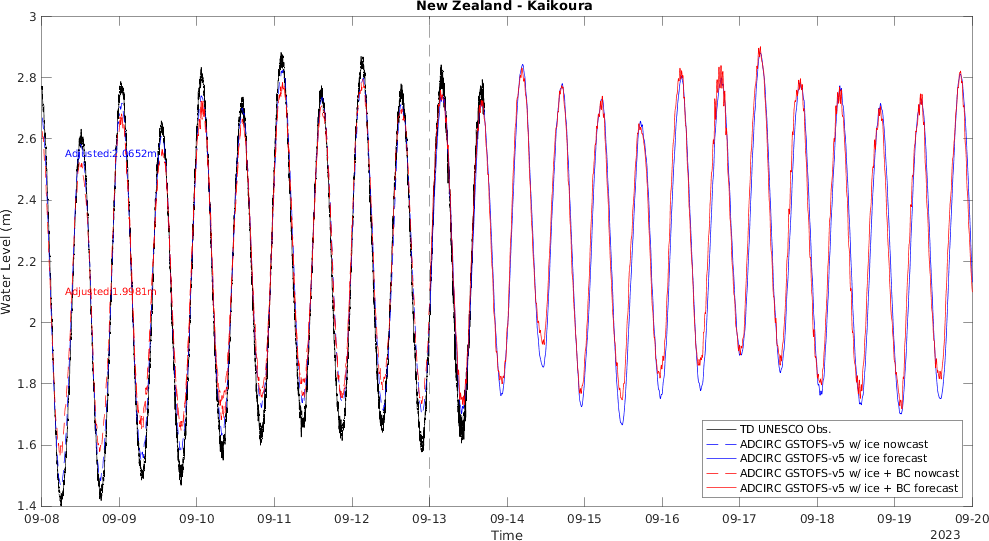 New Zealand - Kaikoura
3
2.8
2.6
2.4
2.2
2
1.8
1.6
1.4
Water Level (m)
Adjusted:2.0652m
Adjusted:1.9981m
TD UNESCO Obs.
ADCIRC GSTOFS-v5 w/ ice nowcast
ADCIRC GSTOFS-v5 w/ ice forecast
ADCIRC GSTOFS-v5 w/ ice + BC nowcast
ADCIRC GSTOFS-v5 w/ ice + BC forecast
09-08 09-09 09-10 09-11 09-12 09-13 09-14 09-15 09-16 09-17 09-18 09-19 09-20
Time
2023